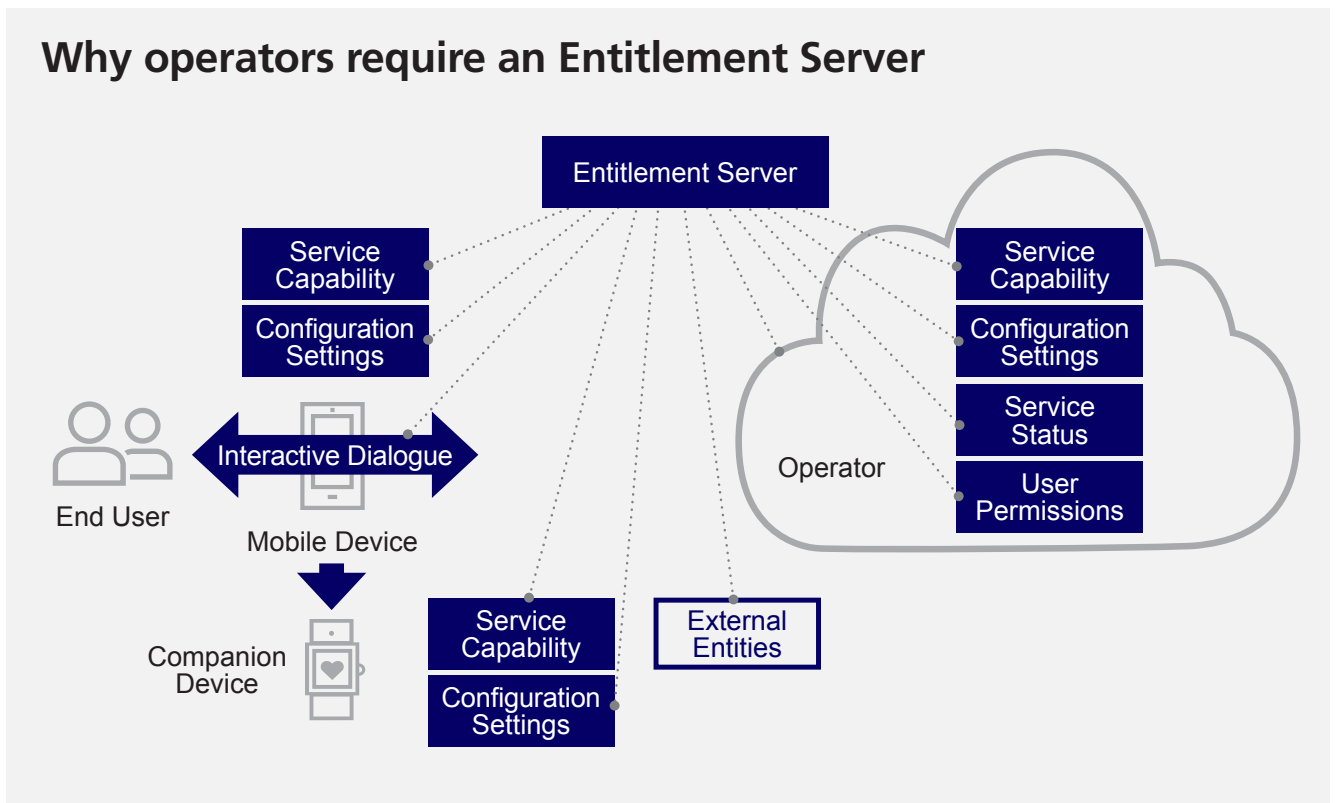 Why operators require an Entitlement Server
Entitlement Server
Service
Capability
Configuration
Settings
Interactive Dialogue
End User
Mobile Device
Companion
Device
Service
Capability
Configuration
Settings
External
Entities
Operator
Service
Capability
Configuration
Settings
Service
Status
User
Permissions